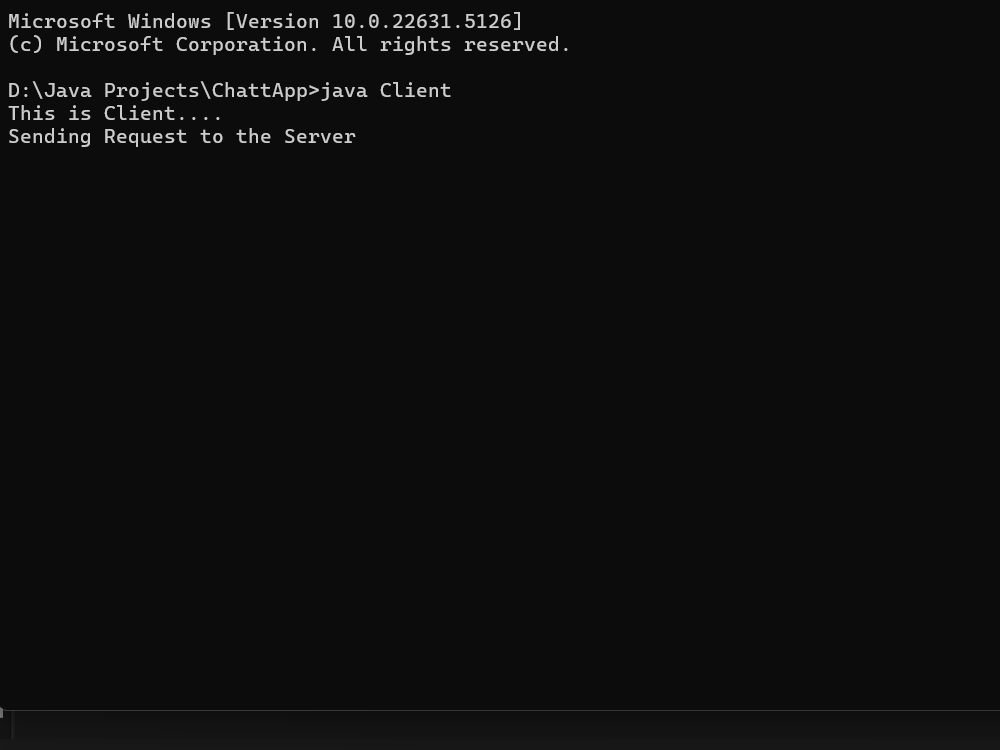 Microsoft Windows [Version 10.0.22631.5126]
(c) Microsoft Corporation. All rights reserved.
D:\Java Projects\ChattApp>java Client
This is Client....
Sending Request to the Server